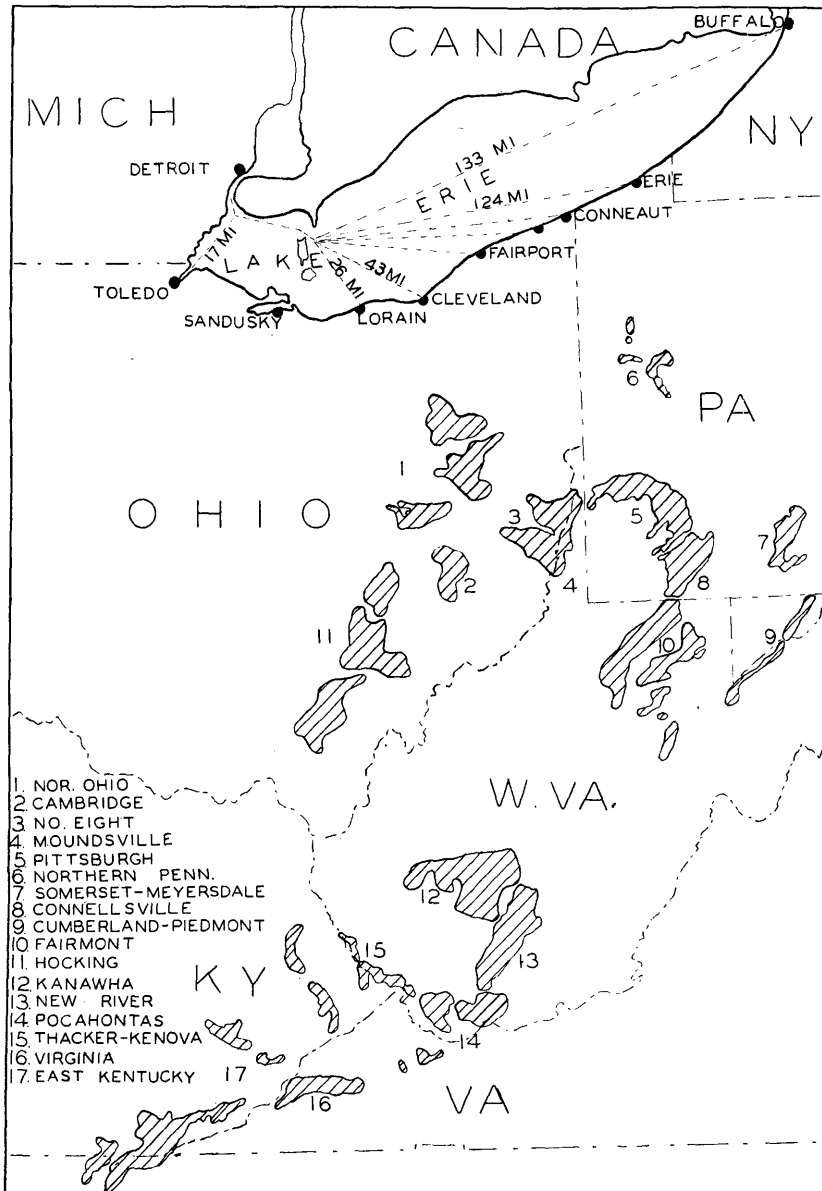 BUFFALO
CANADA
MICH
NY
DETROIT
133 MI
ERIE
ERIE
124 MI
CONNEAUT
17 MI
LAKE
FAIRPORT
43 MI
26 MI
TOLEDO
CLEVELAND
SANDUSKY
LORAIN
6
PA
1
OHIO
3
5
7
2
4
8
11
10
9
W. VA.
1. NOR. OHIO
2. CAMBRIDGE
3. NO. EIGHT
4. MOUNDSVILLE
5. PITTSBURGH
6. NORTHERN PENN.
7. SOMERSET-MEYERSDALE
8. CONNELLSVILLE
9. CUMBERLAND-PIEDMONT
10. FAIRMONT
11. HOCKING
12. KANAWHA
13. NEW RIVER
14. POCAHONTAS
15. THACKER-KENOVA
16. VIRGINIA
17. EAST KENTUCKY
12
15
13
KY
14
17
16
VA